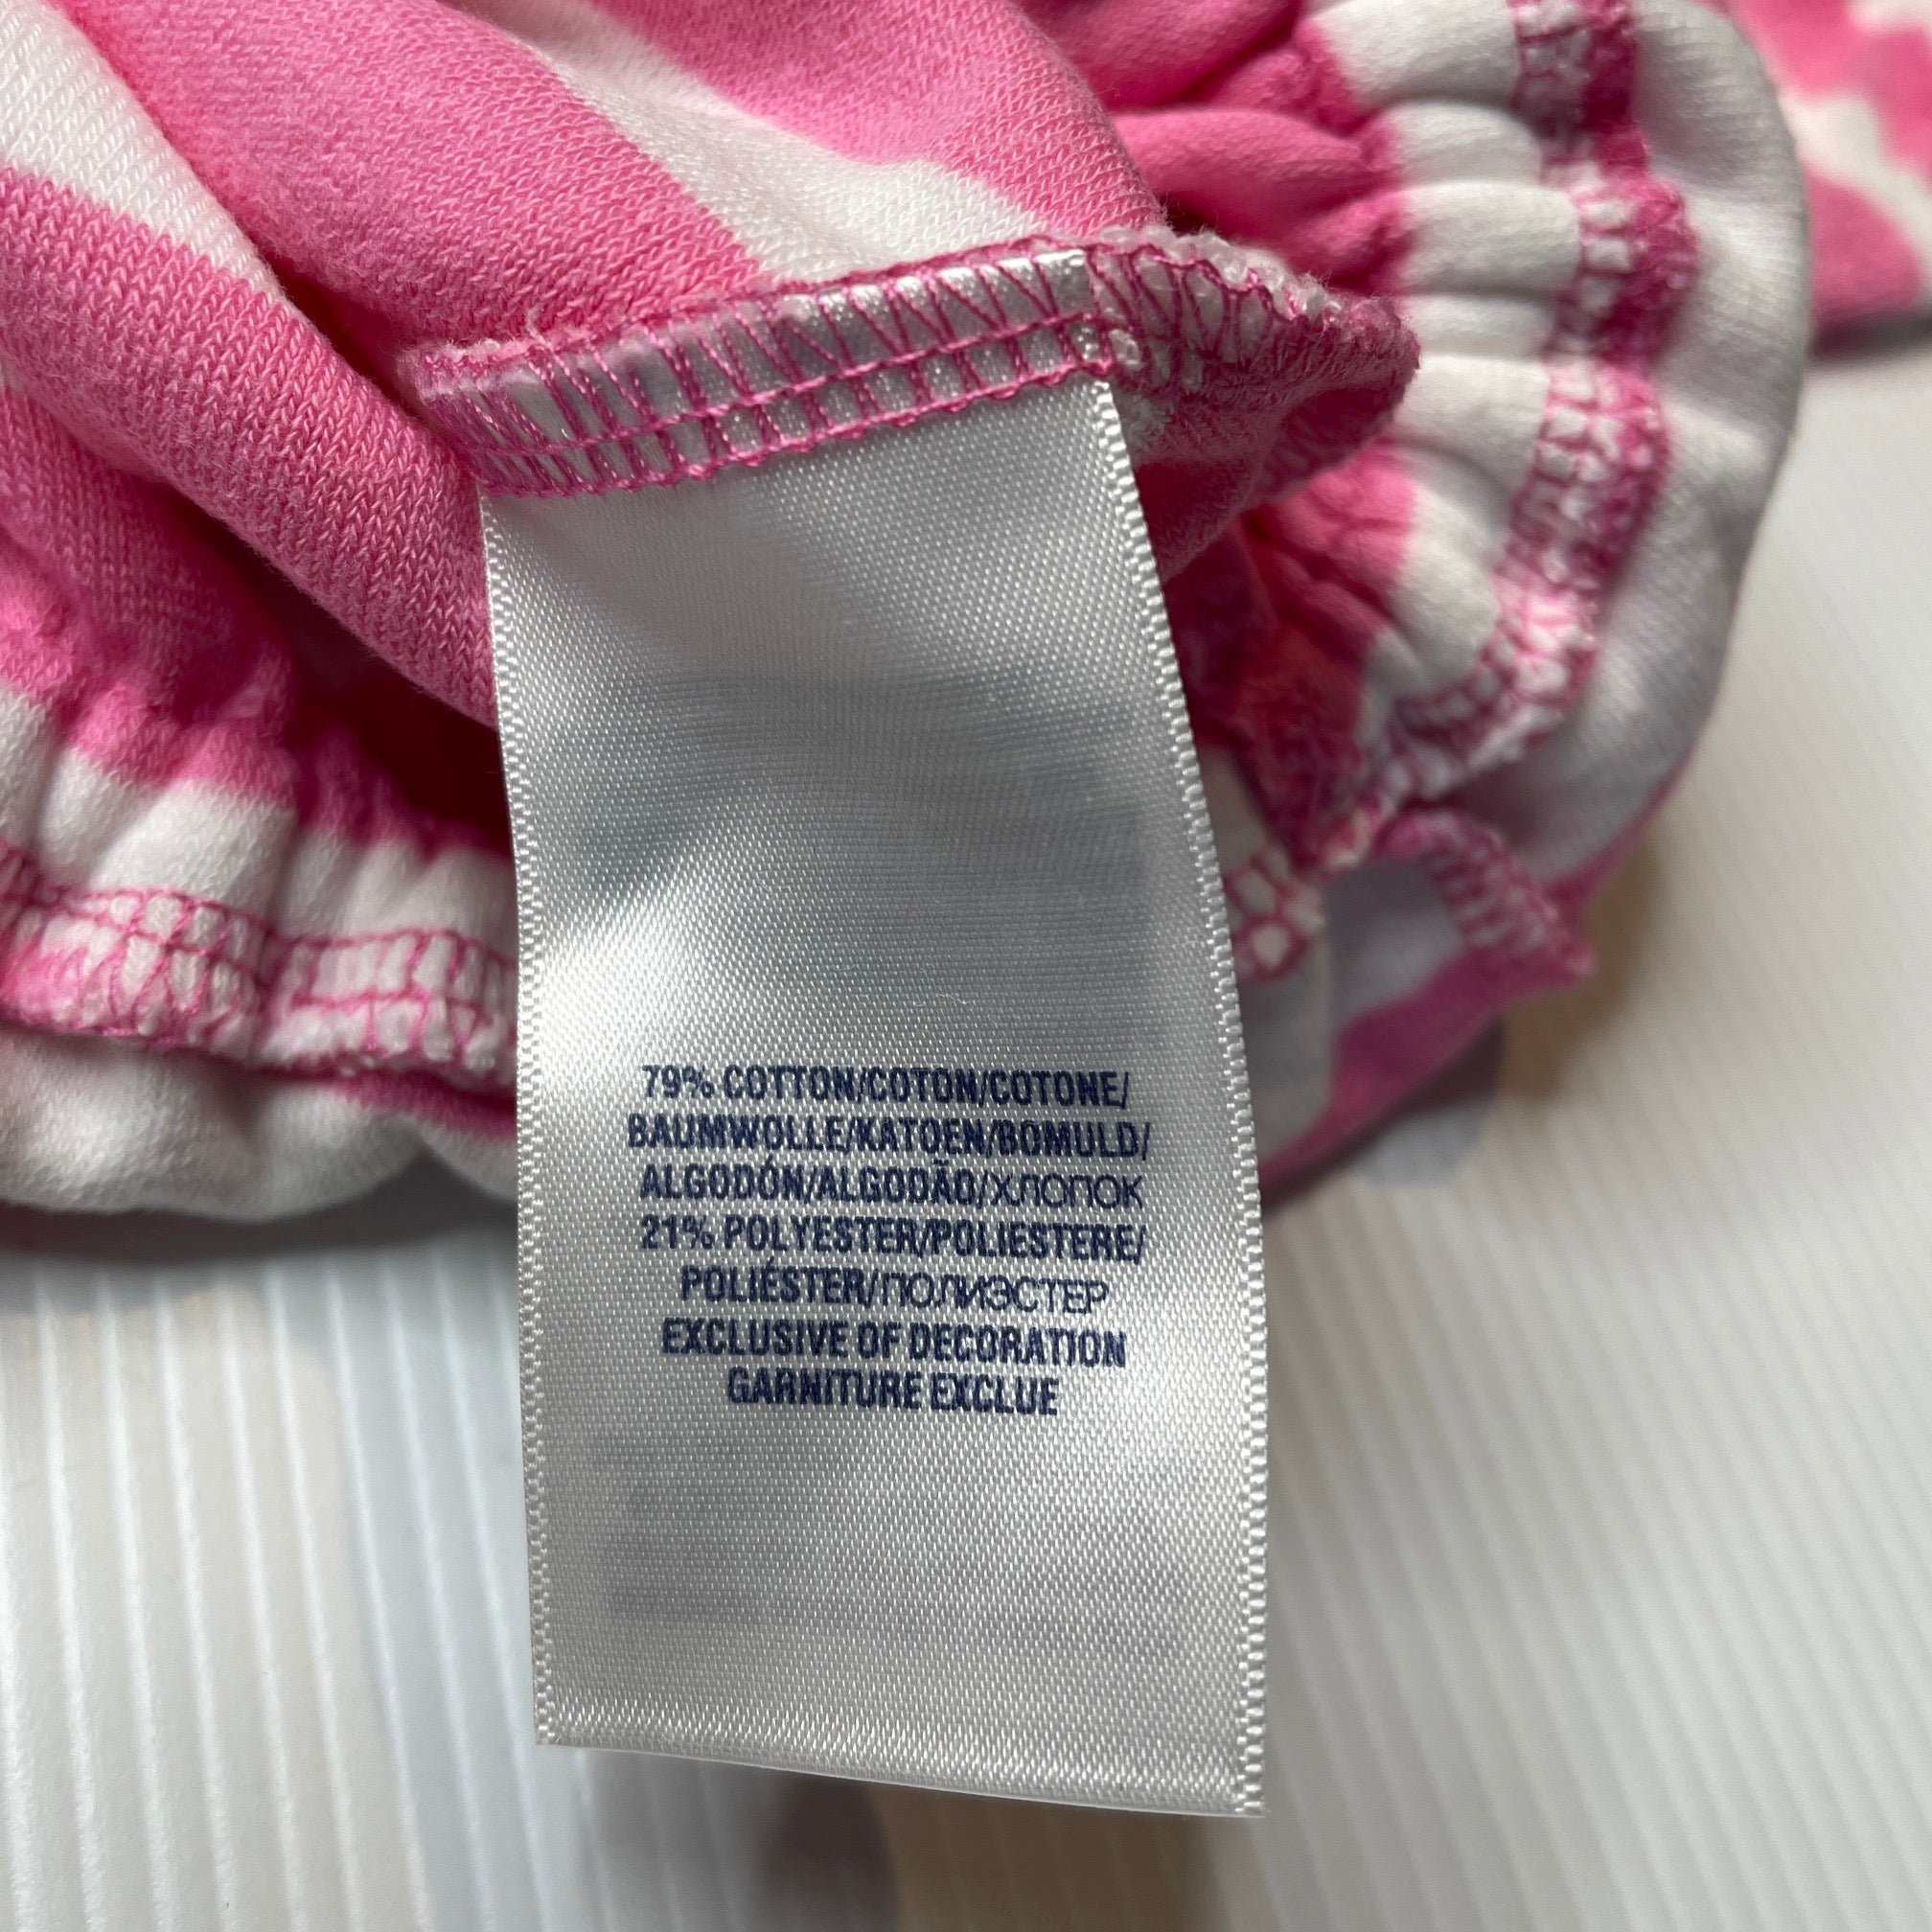 79% COTTON/COTON/COTONE/
BAUMWOLLE/KATOEN/BOMULD/
ALGODÓN/ALGODÃO/ХЛОПОК
21% POLYESTER/POLIESTERE/
POLIÉSTER/ПОЛИЭСТЕР
EXCLUSIVE OF DECORATION
GARNITURE EXCLUE